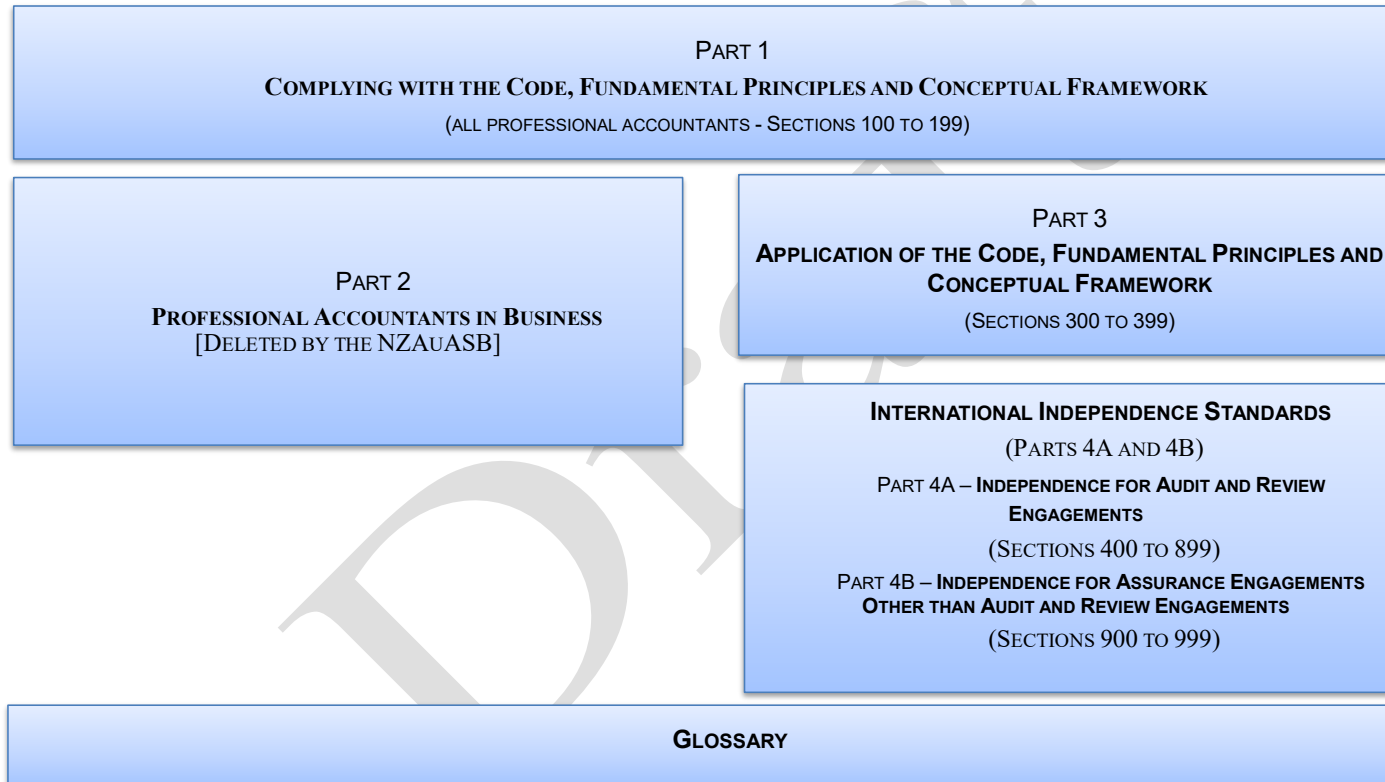 PART 1
COMPLYING WITH THE CODE, FUNDAMENTAL PRINCIPLES AND CONCEPTUAL FRAMEWORK
(ALL PROFESSIONAL ACCOUNTANTS - SECTIONS 100 TO 199)
PART 2
PROFESSIONAL ACCOUNTANTS IN BUSINESS
[DELETED BY THE NZAUASB]
PART 3
APPLICATION OF THE CODE, FUNDAMENTAL PRINCIPLES AND
CONCEPTUAL FRAMEWORK
(SECTIONS 300 TO 399)
INTERNATIONAL INDEPENDENCE STANDARDS
(PARTS 4A AND 4B)
PART 4A – INDEPENDENCE FOR AUDIT AND REVIEW
ENGAGEMENTS
(SECTIONS 400 TO 899)
PART 4B – INDEPENDENCE FOR ASSURANCE ENGAGEMENTS
OTHER THAN AUDIT AND REVIEW ENGAGEMENTS
(SECTIONS 900 TO 999)
GLOSSARY